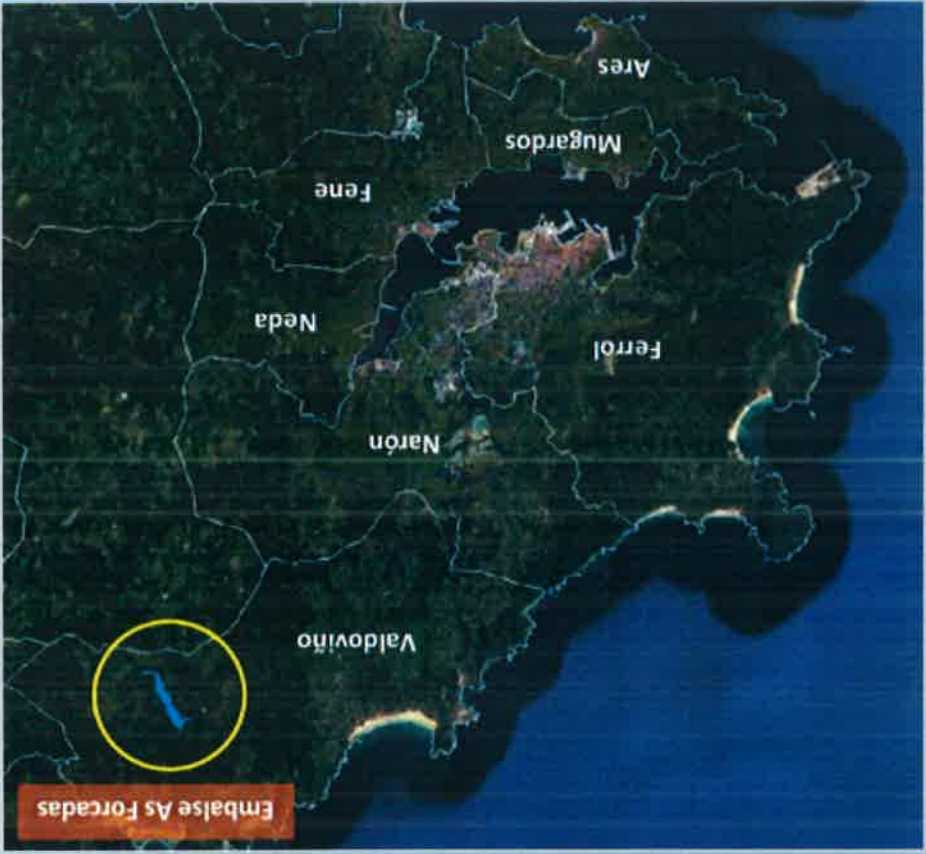 Embalse As Forcadas
Valdoviño
Narón
Ferrol
Neda
Fene
Mugardos
Ares